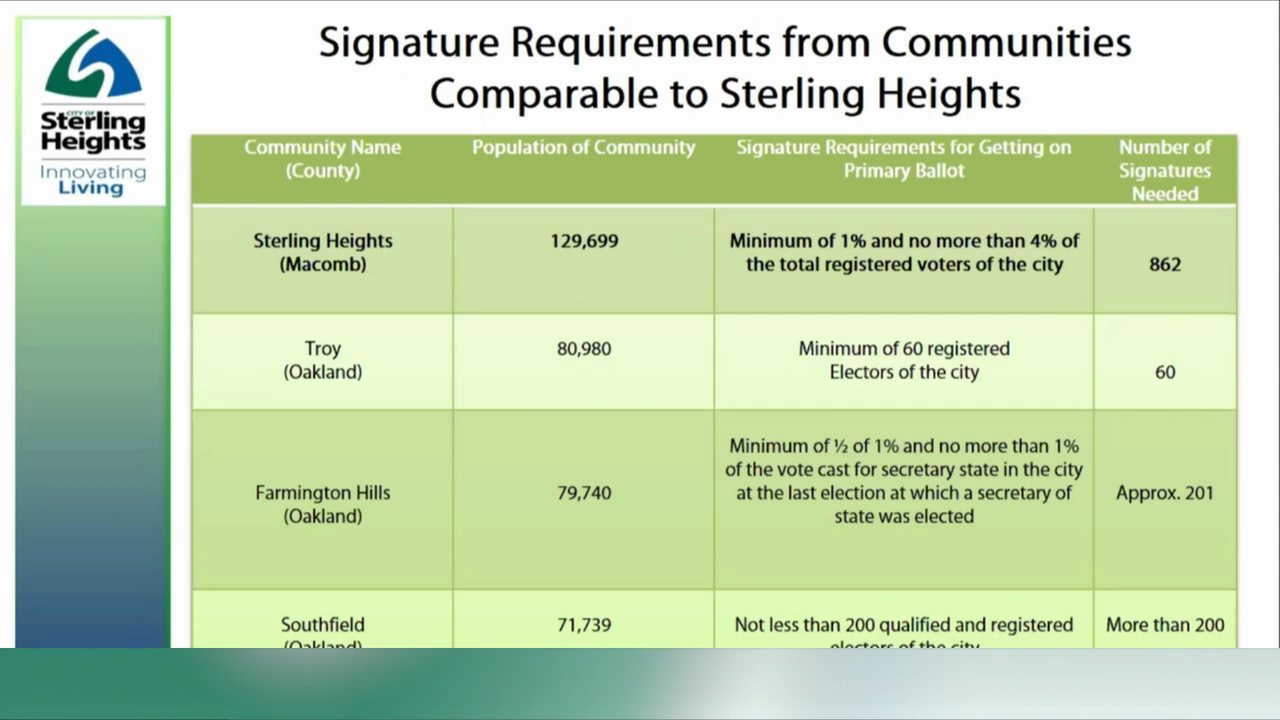 Signature Requirements from Communities
Comparable to Sterling Heights
CITY OF
Sterling
Heights
Innovating
Living
Community Name
(County)
Population of Community
Signature Requirements for Getting on
Primary Ballot
Number of
Signatures
Needed
Sterling Heights
(Macomb)
129,699
Minimum of 1% and no more than 4% of
the total registered voters of the city
862
Troy
(Oakland)
80,980
Minimum of 60 registered
Electors of the city
60
Farmington Hills
(Oakland)
79,740
Minimum of ½ of 1% and no more than 1%
of the vote cast for secretary state in the city
at the last election at which a secretary of
state was elected
Approx. 201
Southfield
(Oakland)
71,739
Not less than 200 qualified and registered
electors of the city
More than 200